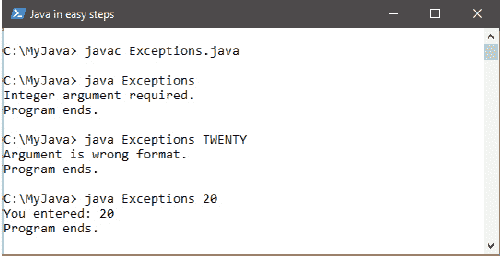 Java in easy steps
C:\MyJava> javac Exceptions.java
C:\MyJava> java Exceptions
Integer argument required.
Program ends.
C:\MyJava> java Exceptions TWENTY
Argument is wrong format.
Program ends.
C:\MyJava> java Exceptions 20
You entered: 20
Program ends.